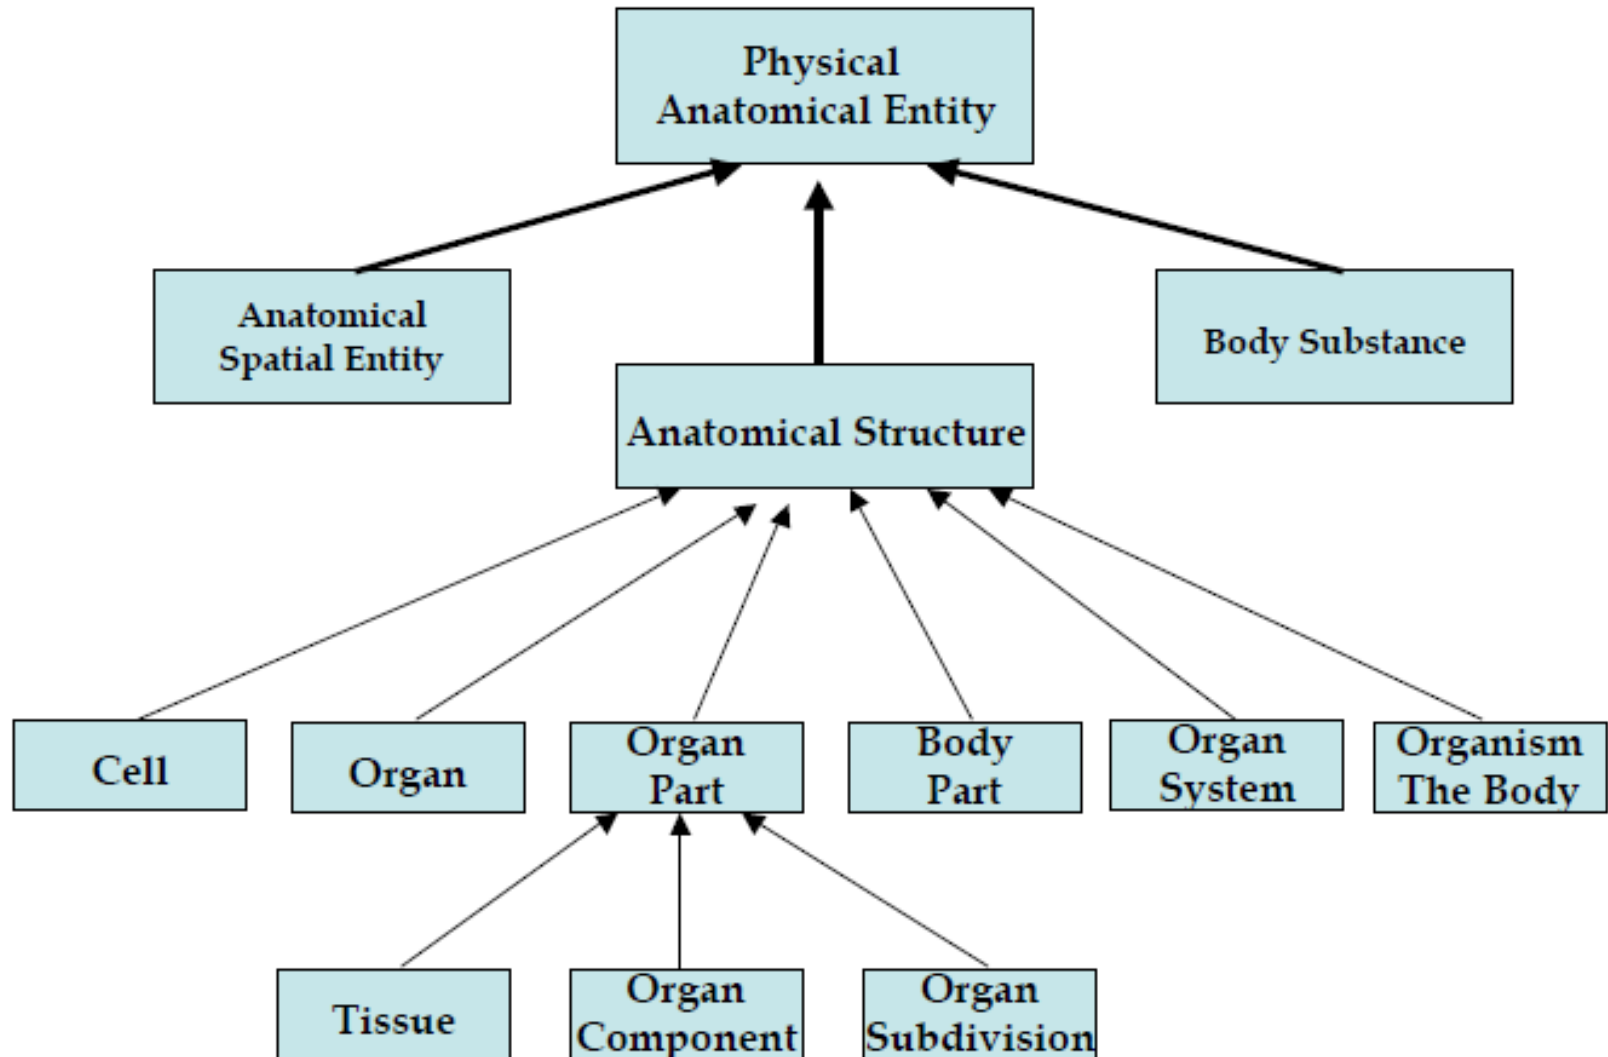 Physical
Anatomical Entity
Anatomical
Spatial Entity
Body Substance
Anatomical Structure
Cell
Organ
Organ
Part
Body
Part
Organ
System
Organism
The Body
Tissue
Organ
Component
Organ
Subdivision